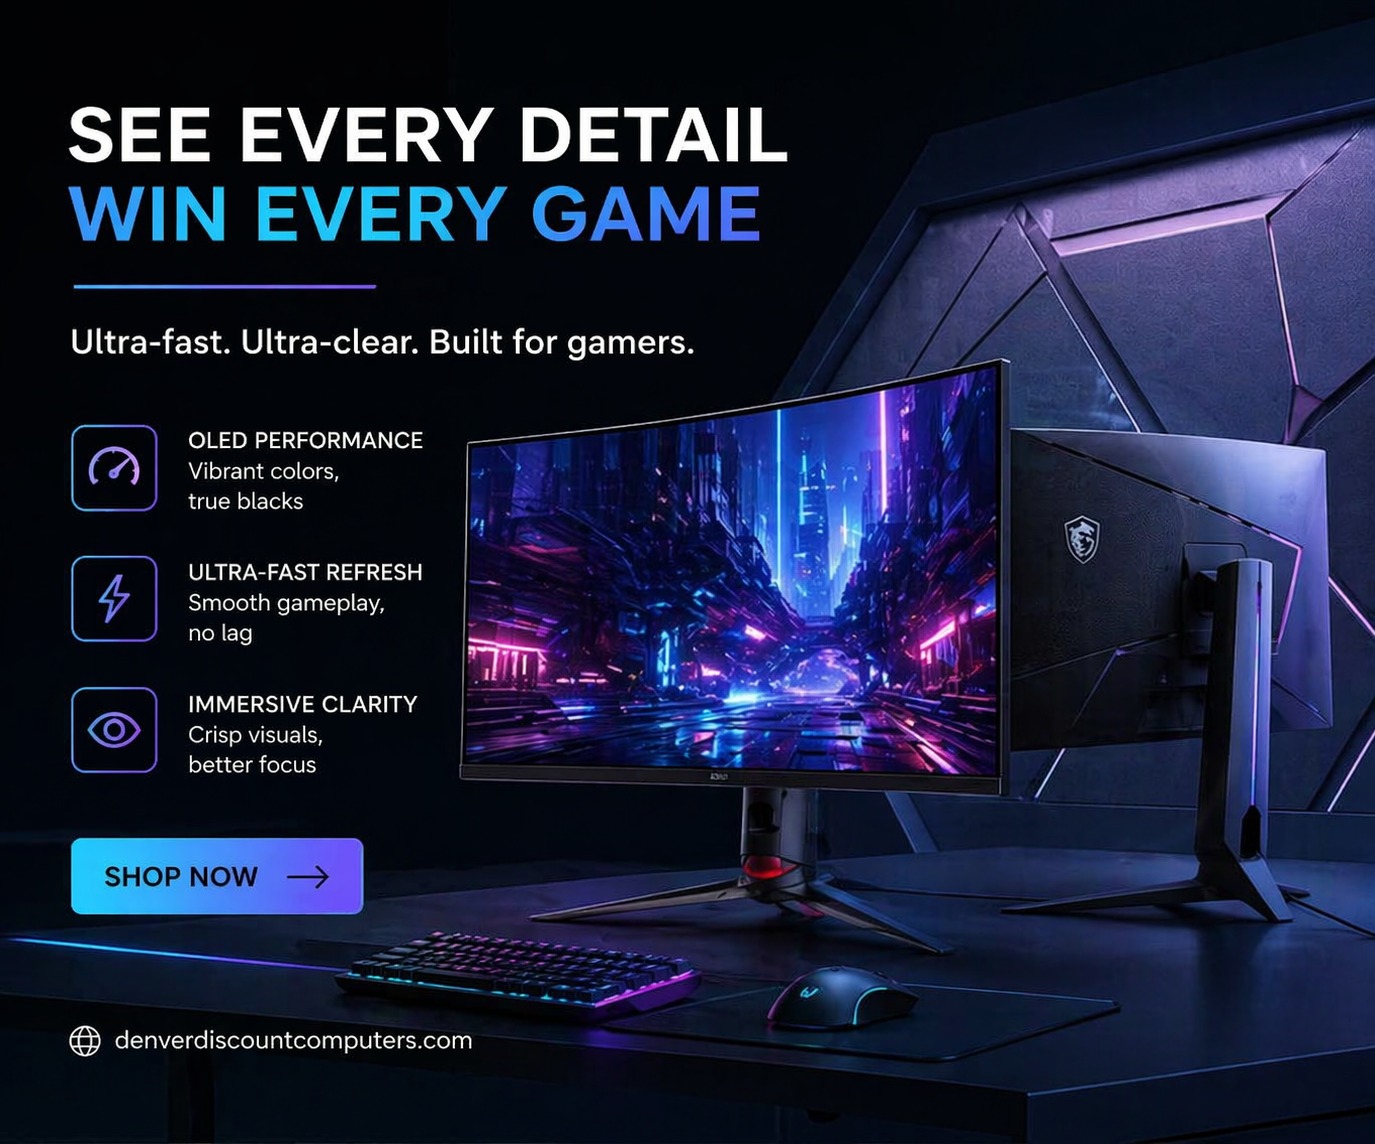 SEE EVERY DETAIL
WIN EVERY GAME
Ultra-fast. Ultra-clear. Built for gamers.
OLED PERFORMANCE
Vibrant colors,
true blacks
ULTRA-FAST REFRESH
Smooth gameplay,
no lag
IMMERSIVE CLARITY
Crisp visuals,
better focus
SHOP NOW
denverdiscountcomputers.com